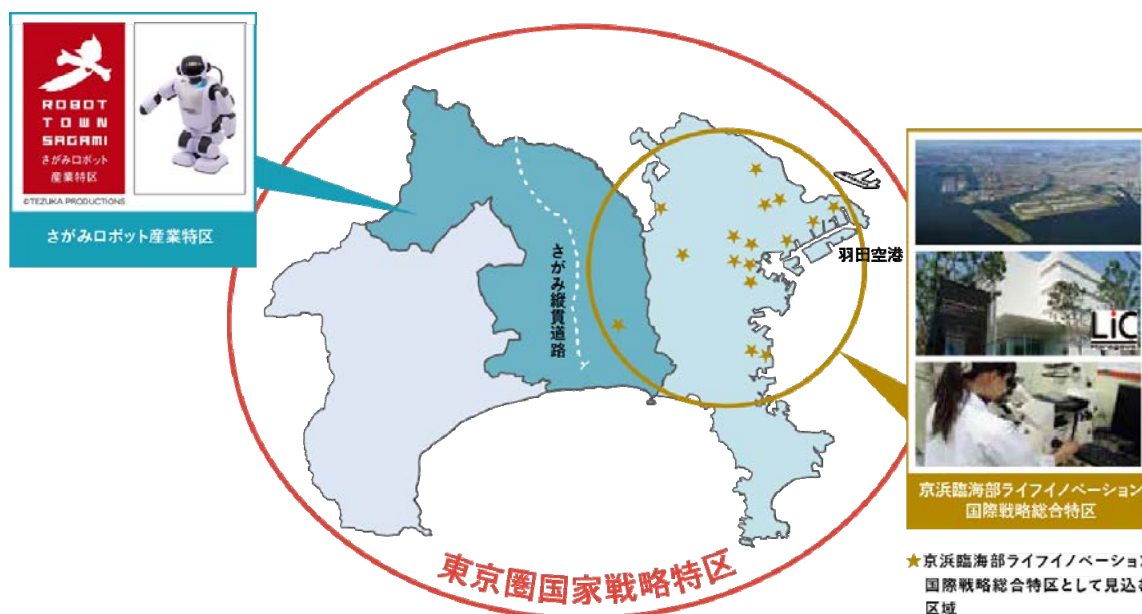 ROBOT
TOWN
SAGAMI
さがみロボット
産業特区
©TEZUKA PRODUCTIONS
さがみロボット産業特区
さがみ縦貫道路
羽田空港
東京圏国家戦略特区
LiC
京浜臨海部ライフイノベーション
国際戦略総合特区
★京浜臨海部ライフイノベーション
国際戦略総合特区として見込ま
区域